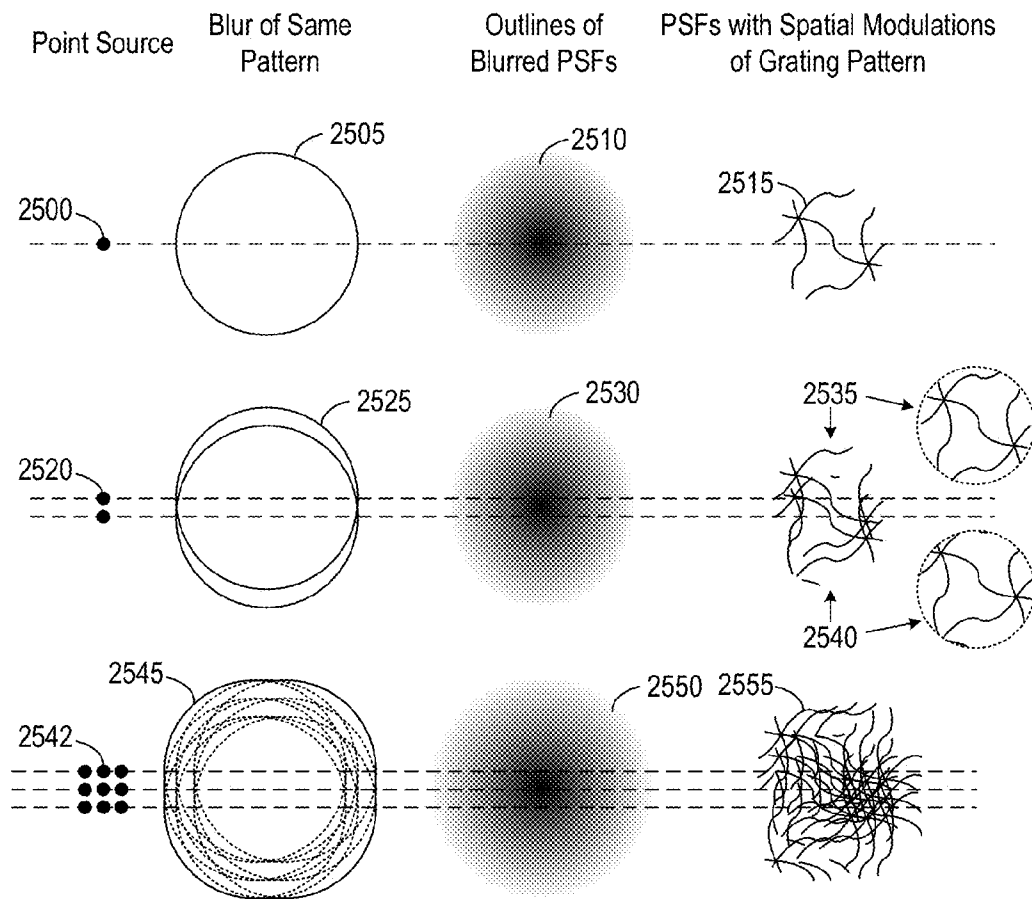 Point Source
Blur of Same
Pattern
Outlines of
Blurred PSFs
PSFs with Spatial Modulations
of Grating Pattern
2500
2505
2510
2515
2520
2525
2530
2535
2540
2542
2545
2550
2555